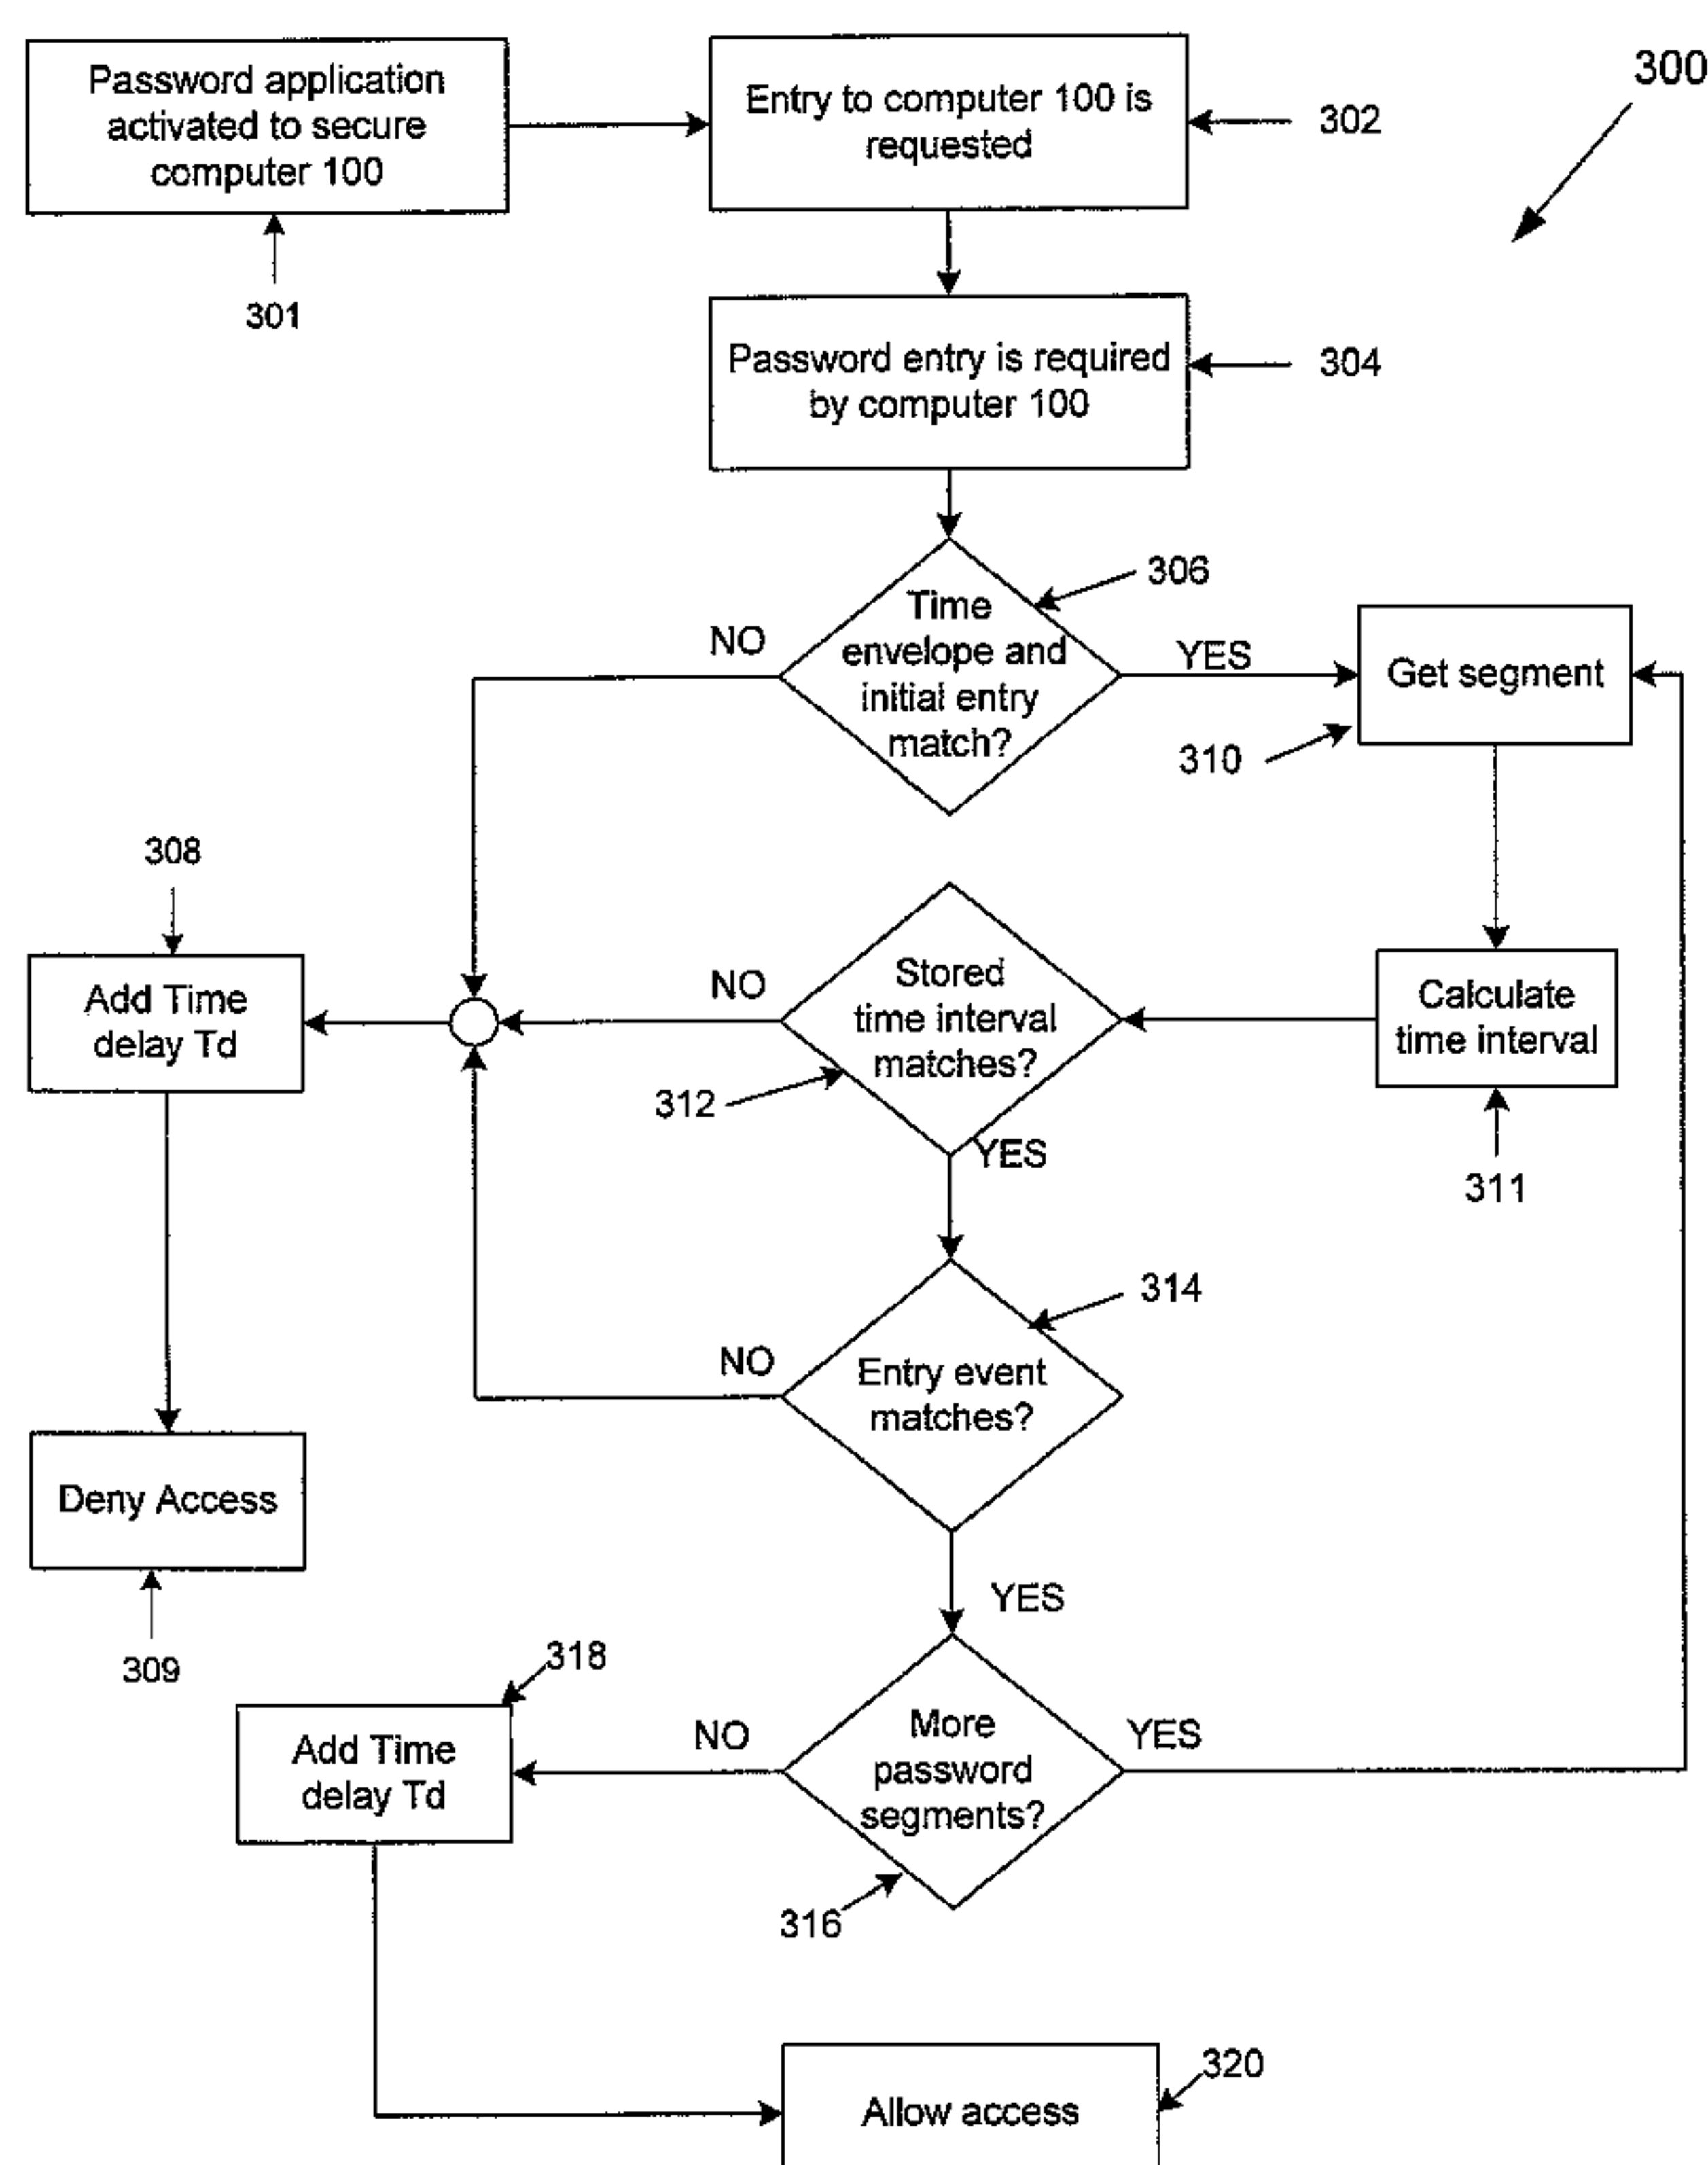 300
Password application
activated to secure
computer 100
301
Entry to computer 100 is
requested
302
Password entry is required
by computer 100
304
Time
envelope and
initial entry
match?
306
NO
YES
Get segment
310
308
Add Time
delay Td
NO
Stored
time interval
matches?
312
YES
Calculate
time interval
311
314
NO
Entry event
matches?
YES
Deny Access
309
318
Add Time
delay Td
NO
More
password
segments?
YES
316
Allow access
320